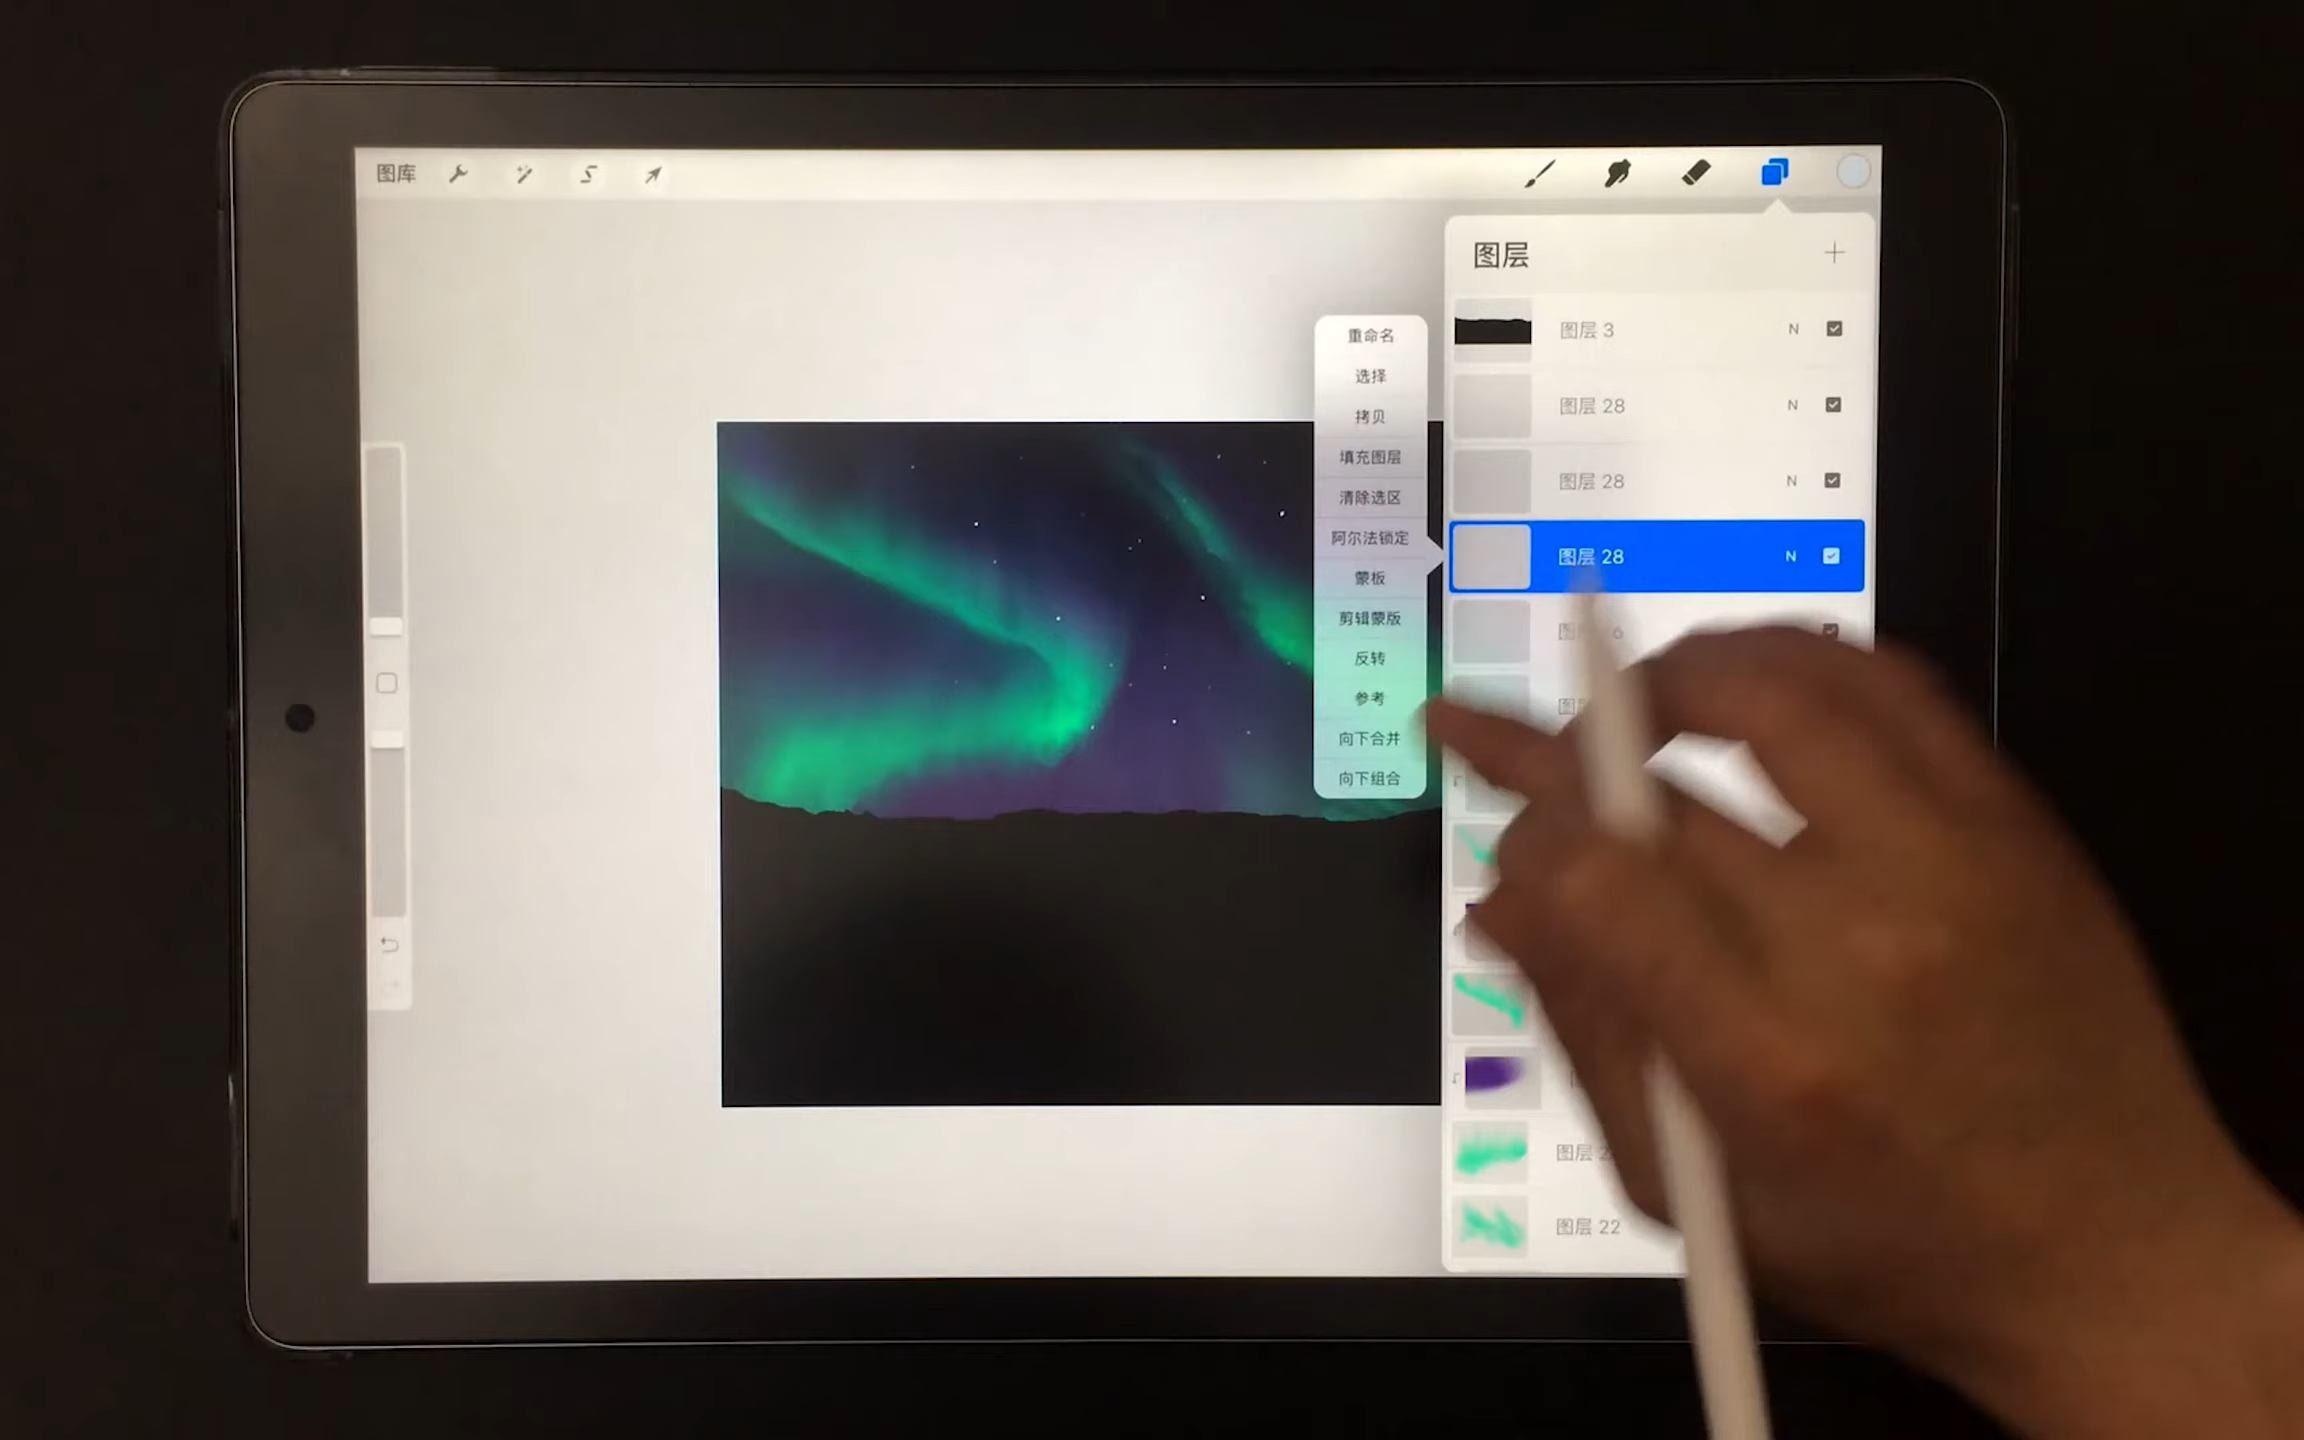 图库
图层
图层 3 N
图层 28 N
图层 28 N
图层 28 N
重命名
选择
拷贝
填充图层
清除选区
阿尔法锁定
蒙板
剪辑蒙版
反转
参考
向下合并
向下组合
图层
图层 22